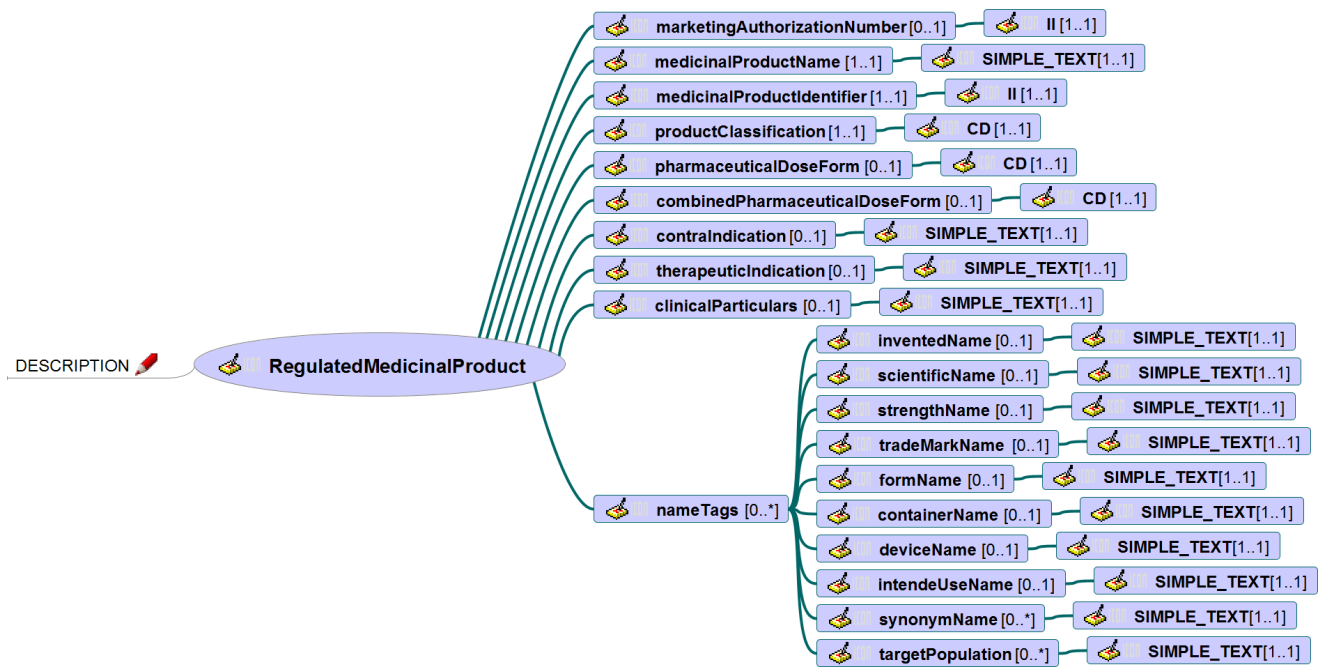 marketingAuthorizationNumber[0..1] II[1..1]
medicinalProductName [1..1] SIMPLE_TEXT[1..1]
medicinalProductIdentifier[1..1] II[1..1]
productClassification[1..1] CD[1..1]
pharmaceuticalDoseForm [0..1] CD[1..1]
combinedPharmaceuticalDoseForm [0..1] CD[1..1]
contraIndication[0..1] SIMPLE_TEXT[1..1]
therapeuticIndication[0..1] SIMPLE_TEXT[1..1]
clinicalParticulars [0..1] SIMPLE_TEXT[1..1]
DESCRIPTION
RegulatedMedicinalProduct
nameTags [0..*]
inventedName [0..1] SIMPLE_TEXT[1..1]
scientificName [0..1] SIMPLE_TEXT[1..1]
strengthName [0..1] SIMPLE_TEXT[1..1]
tradeMarkName [0..1] SIMPLE_TEXT[1..1]
formName [0..1] SIMPLE_TEXT[1..1]
containerName [0..1] SIMPLE_TEXT[1..1]
deviceName [0..1] SIMPLE_TEXT[1..1]
intendeUseName [0..1] SIMPLE_TEXT[1..1]
synonymName [0..*] SIMPLE_TEXT[1..1]
targetPopulation[0..*] SIMPLE_TEXT[1..1]